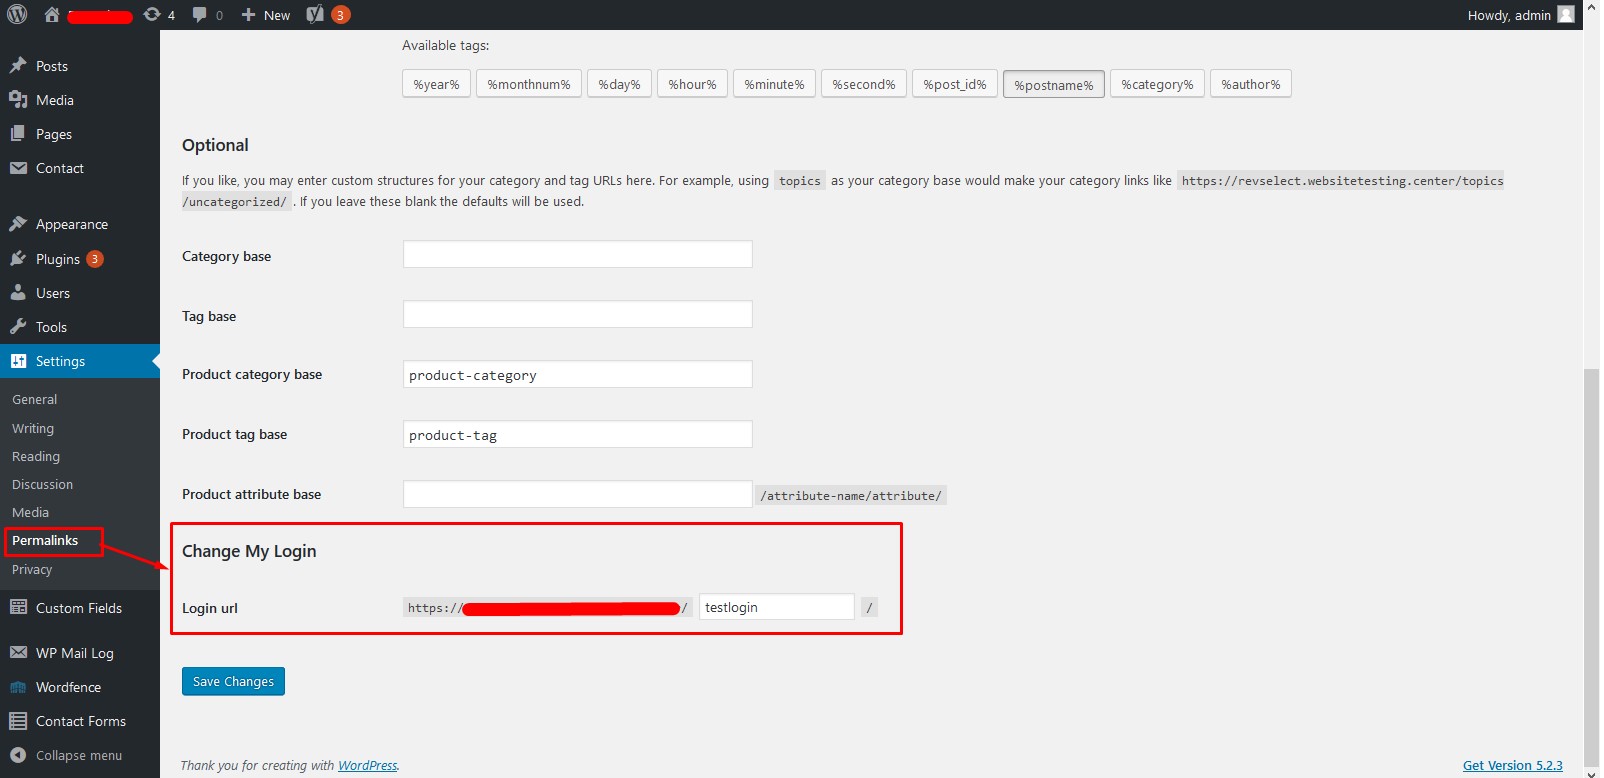 4 0 New 3 Howdy, admin
Posts
Media
Pages
Contact
Appearance
Plugins 3
Users
Tools
Settings
General
Writing
Reading
Discussion
Media
Permalinks
Privacy
Custom Fields
WP Mail Log
Wordfence
Contact Forms
Collapse menu
Available tags:
%year% %monthnum% %day% %hour% %minute% %second% %post_id% %postname% %category% %author%
Optional
If you like, you may enter custom structures for your category and tag URLs here. For example, using topics as your category base would make your category links like https://revselect.websitetesting.center/topics
/uncategorized/ . If you leave these blank the defaults will be used.
Category base
Tag base
Product category base product-category
Product tag base product-tag
Product attribute base /attribute-name/attribute/
Change My Login
Login url https:// / testlogin /
Save Changes
Thank you for creating with WordPress. Get Version 5.2.3